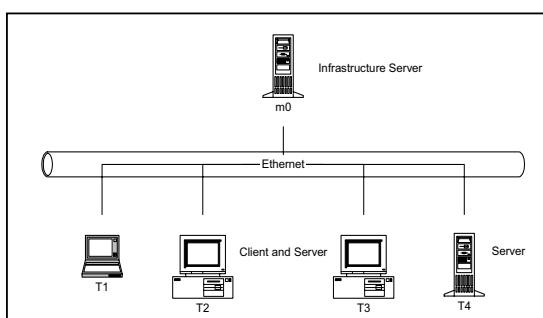 Infrastructure Server
m0
Ethernet
Client and Server
Server
T1
T2
T3
T4